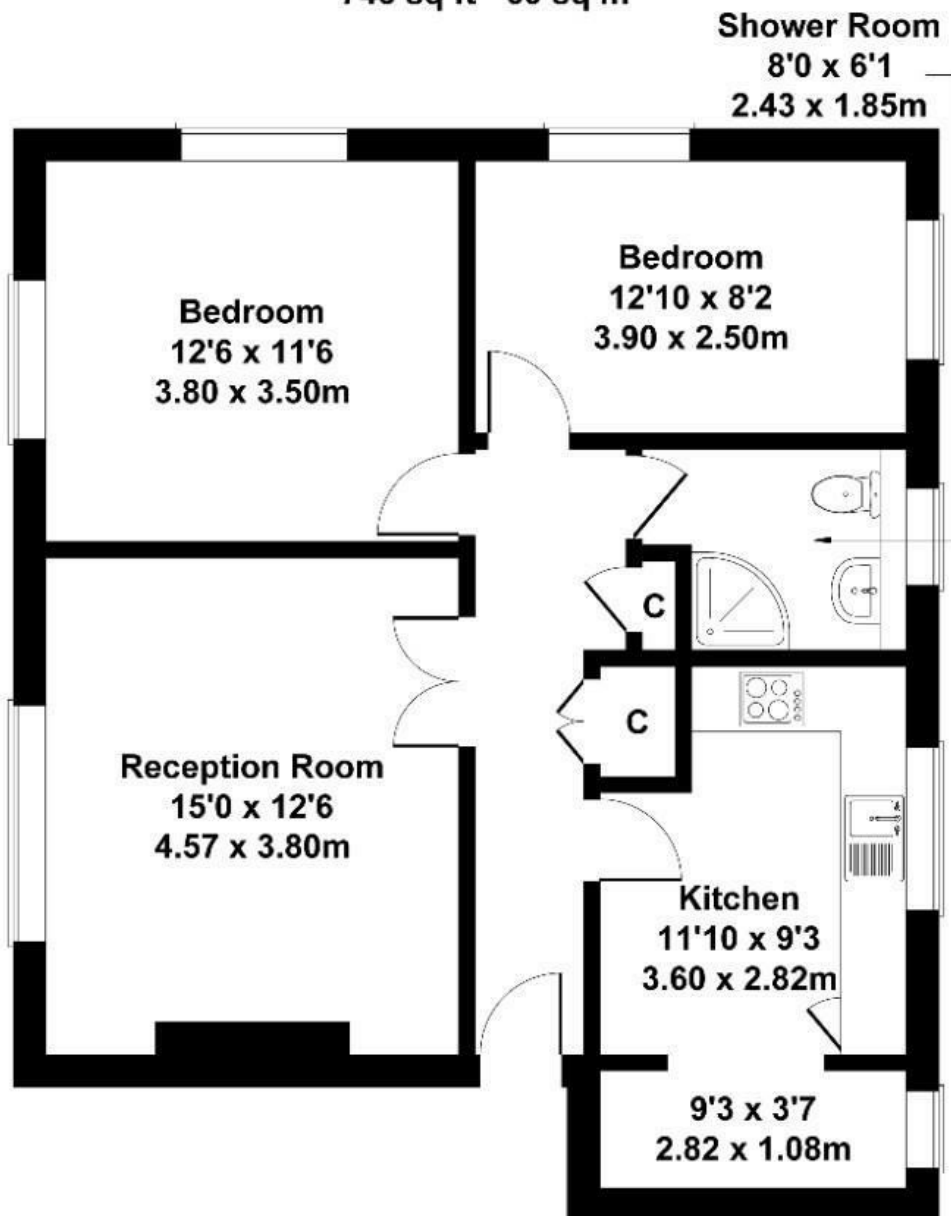 Shower Room
8'0 x 6'1
2.43 x 1.85m
Bedroom
12'6 x 11'6
3.80 x 3.50m
Bedroom
12'10 x 8'2
3.90 x 2.50m
C
C
Reception Room
15'0 x 12'6
4.57 x 3.80m
Kitchen
11'10 x 9'3
3.60 x 2.82m
9'3 x 3'7
2.82 x 1.08m